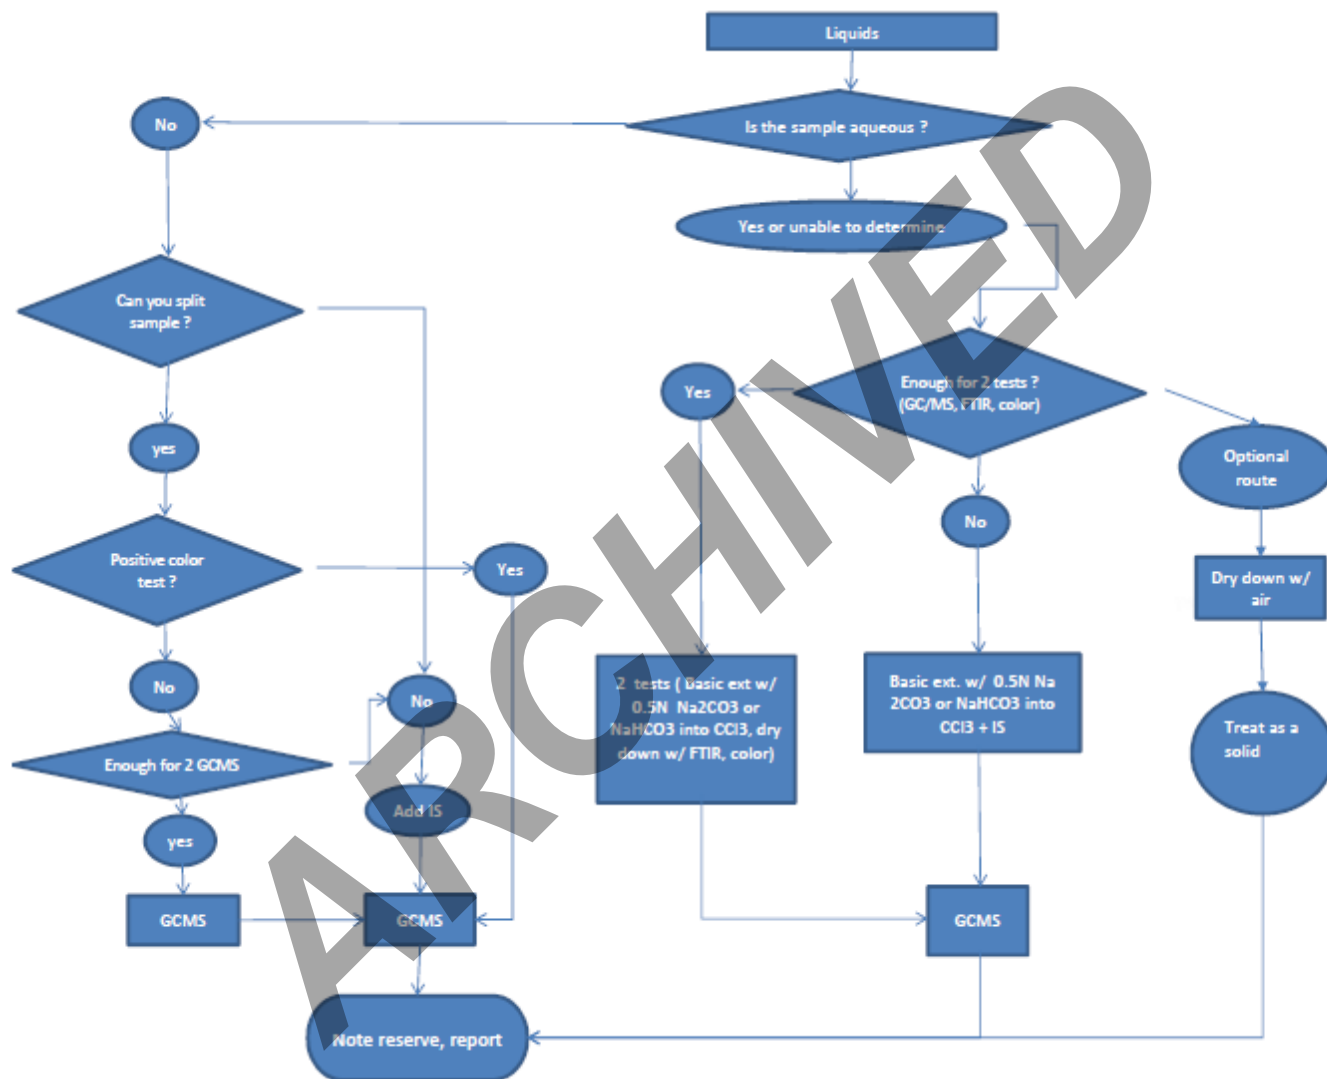 Liquids
Is the sample aqueous ?
No
Yes or unable to determine
Can you split
sample ?
Enough for 2 tests ?
(GC/MS, FTIR, color)
Yes
Optional
route
yes
No
Positive color
test ?
Yes
Dry down w/
air
No
No
2 tests ( Basic ext w/
0.5N Na2CO3 or
NaHCO3 into CCl3, dry
down w/ FTIR, color)
Basic ext. w/ 0.5N Na
2CO3 or NaHCO3 into
CCl3 + IS
Treat as a
solid
Enough for 2 GCMS
Add IS
yes
GCMS
GCMS
GCMS
Note reserve, report
ARCHIVED